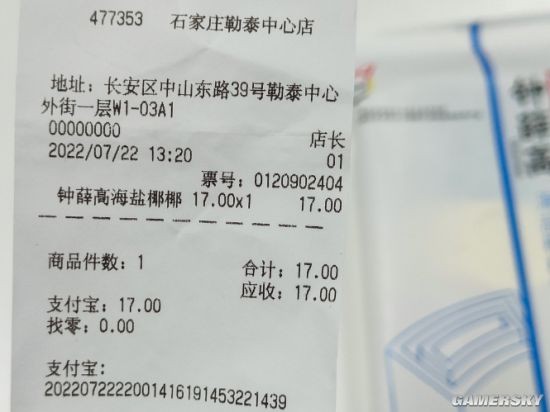 477353 石家庄勒泰中心店
地址：长安区中山东路39号勒泰中心
外街一层W1-03A1
00000000 店长
2022/07/22 13:20 01
票号：0120902404
钟薛高海盐椰椰 17.00x1 17.00
商品件数：1 合计：17.00
应收：17.00
支付宝：17.00
找零：0.00
支付宝：
2022072222001416191453221439
钟薛高
GAMERSKY